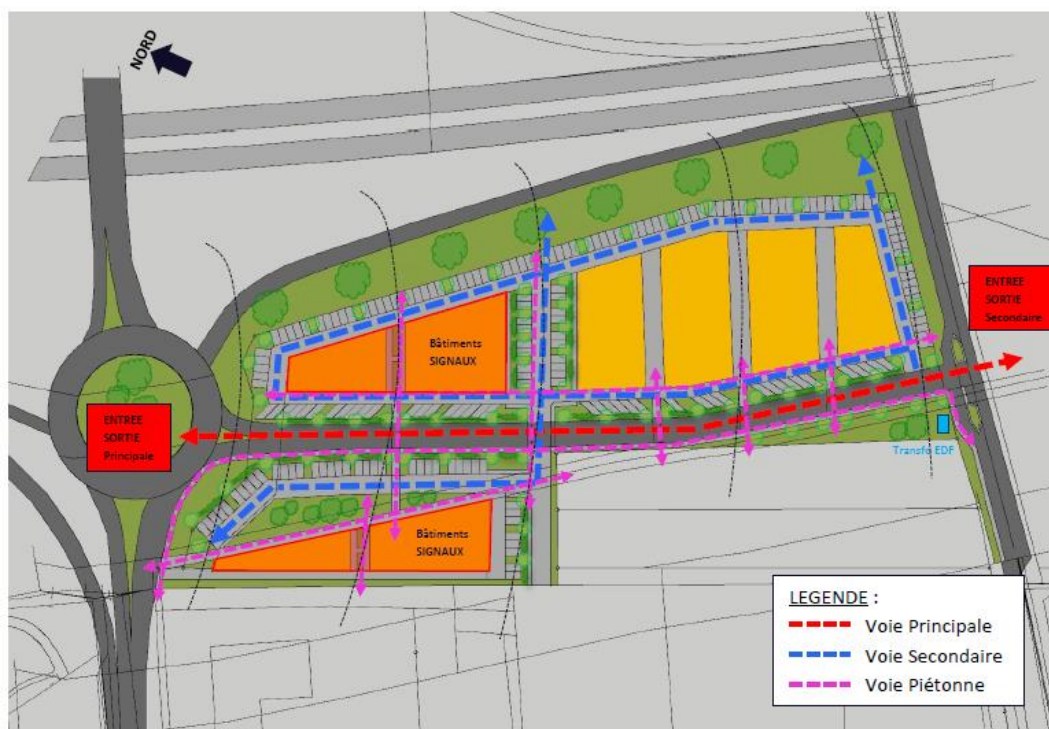 NORD
ENTREE
SORTIE
Secondaire
Bâtiments
SIGNAUX
ENTREE
SORTIE
Principale
Transfo EDF
Bâtiments
SIGNAUX
LEGENDE :
Voie Principale
Voie Secondaire
Voie Piétonne